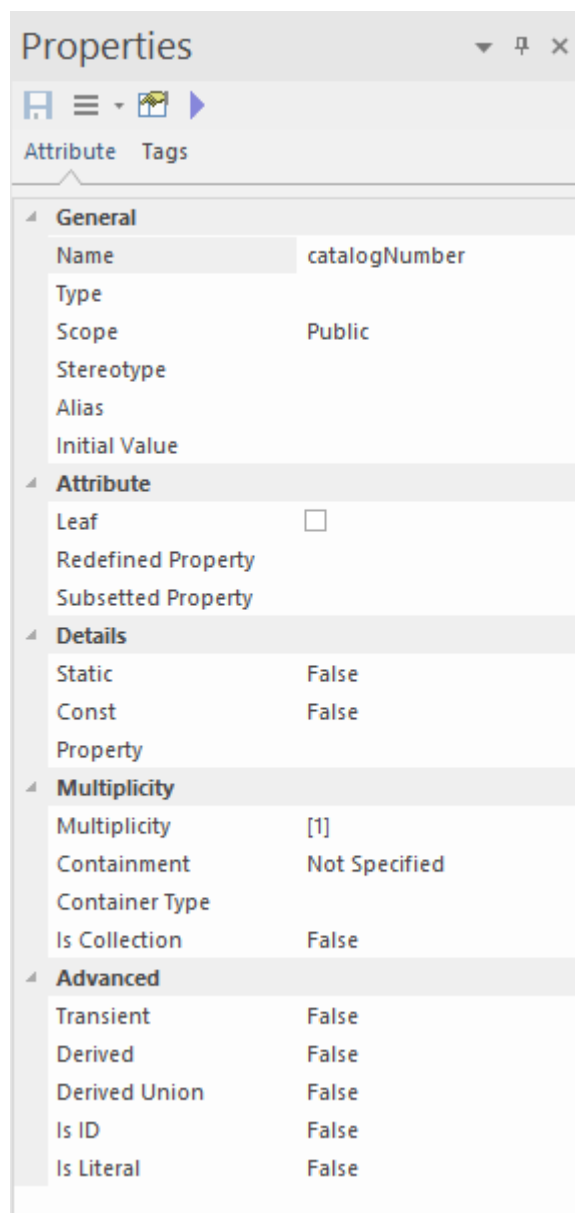 Properties
Attribute Tags
General
Name catalogNumber
Type
Scope Public
Stereotype
Alias
Initial Value
Attribute
Leaf
Redefined Property
Subsetted Property
Details
Static False
Const False
Property
Multiplicity
Multiplicity [1]
Containment Not Specified
Container Type
Is Collection False
Advanced
Transient False
Derived False
Derived Union False
Is ID False
Is Literal False